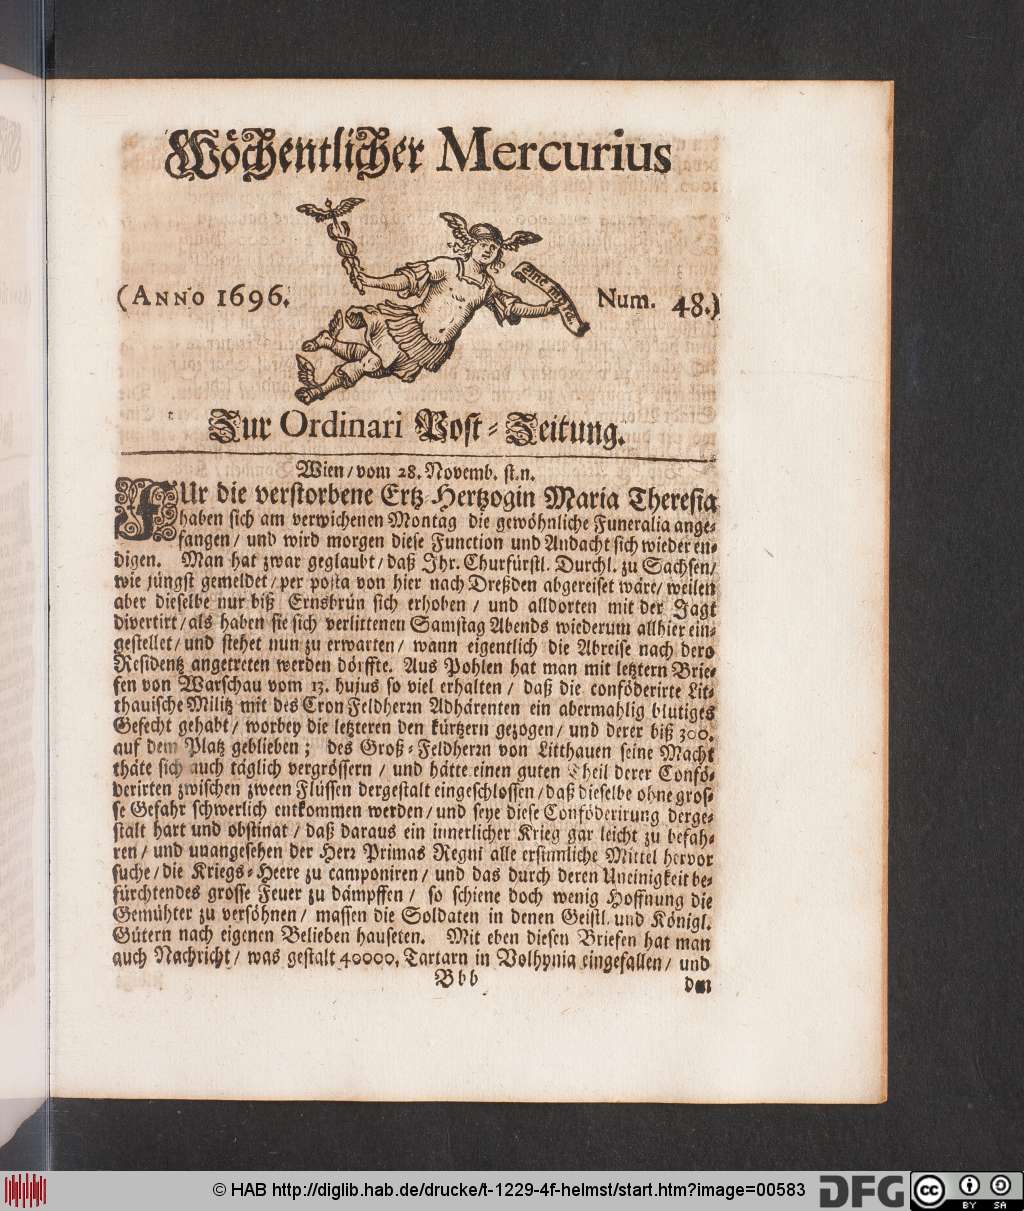 Wöchentlicher Mercurius
(ANNO 1696. Num. 48.)
sine mora.
Zur Ordinari Post-Zeitung.
Wien/vom 28. Novemb. st.n.
FUr die verstorbene Ertz-Hertzogin Maria Theresia
haben sich am verwichenen Montag die gewöhnliche Funeralia ange-
fangen/ und wird morgen diese Function und Andacht sich wieder en-
digen. Man hat zwar geglaubt/daß Ihr. Churfürstl. Durchl. zu Sachsen/
wie jüngst gemeldet/per posta von hier nach Dreßden abgereiset wäre/ weilen
aber dieselbe nur biß Ernsbrün sich erhoben / und alldorten mit der Jagt
divertirt/als haben sie sich verlittenen Samstag Abends wiederum allhier ein-
gestellet/und stehet nun zu erwarten/ wann eigentlich die Abreise nach dero
Residentz angetreten werden dörffte. Aus Pohlen hat man mit letztern Brie-
fen von Warschau vom 13. hujus so viel erhalten/ daß die conföderirte Lit-
thauische Militz mit des Cron Feldherrn Adhärenten ein abermahlig blutiges
Gefecht gehabt/ worbey die letzteren den kürtzern gezogen/ und derer biß 300.
auf dem Platz geblieben; des Groß-Feldherrn von Litthauen seine Macht
thäte sich auch täglich vergrössern / und hätte einen guten Theil derer Confö-
derirten zwischen zween Flüssen dergestalt eingeschlossen/daß dieselbe ohne gros-
se Gefahr schwerlich entkommen werden/ und seye diese Conföderirung derge-
stalt hart und obstinat / daß daraus ein innerlicher Krieg gar leicht zu befah-
ren/ und unangesehen der Herr Primas Regni alle ersinnliche Mittel hervor
suche/die Kriegs-Heere zu camponiren/ und das durch deren Uneinigkeit be-
fürchtendes grosse Feuer zu dämpffen/ so schiene doch wenig Hoffnung die
Gemühter zu versöhnen/ massen die Soldaten in denen Geistl. und Königl.
Gütern nach eigenen Belieben hauseten. Mit eben diesen Briefen hat man
auch Nachricht/ was gestalt 40000. Tartarn in Volhynia eingefallen/ und
Bbb den
© HAB http://diglib.hab.de/drucke/t-1229-4f-helmst/start.htm?image=00583
DFG
cc BY SA